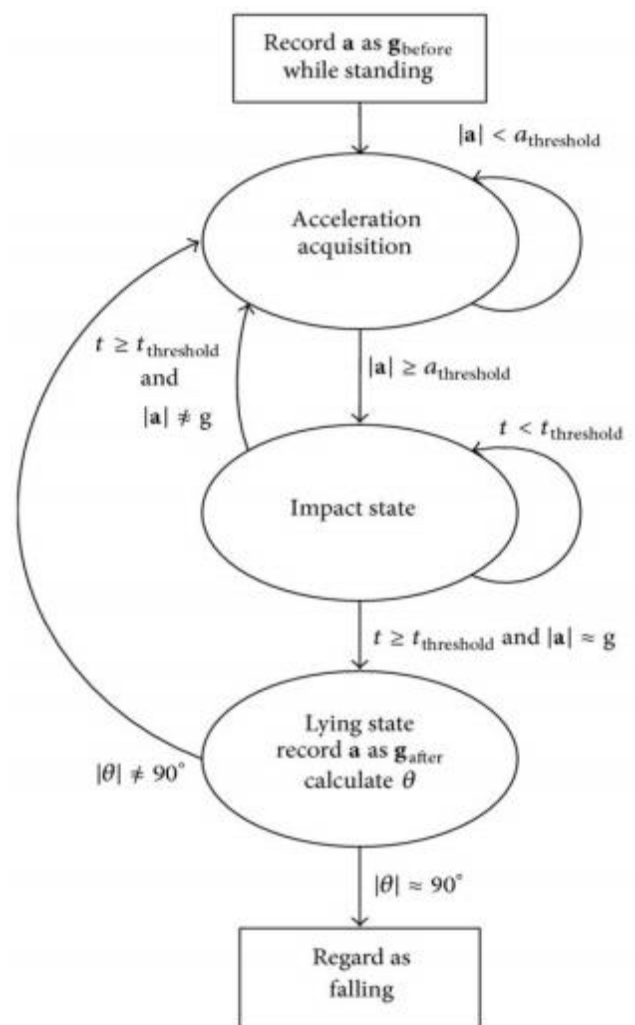 Record a as g_before
while standing
|a| < a_threshold
Acceleration
acquisition
t ≥ t_threshold
and
|a| ≉ g
|a| ≥ a_threshold
t < t_threshold
Impact state
t ≥ t_threshold and |a| ≈ g
Lying state
record a as g_after
calculate θ
|θ| ≉ 90°
|θ| ≈ 90°
Regard as
falling